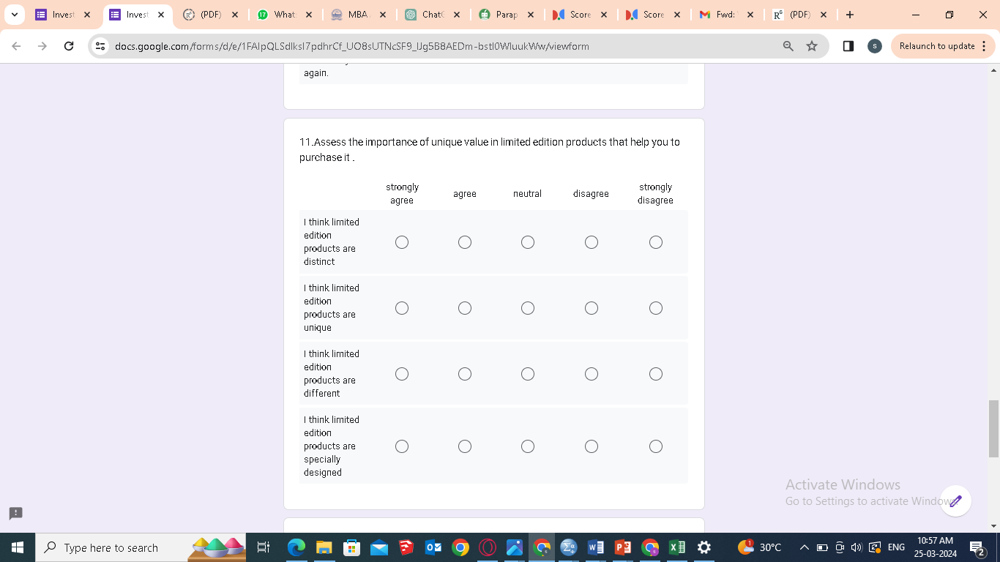 Invest
Invest
(PDF)
What
MBA
ChatG
Parap
Score
Score
Fwd:
(PDF)
docs.google.com/forms/d/e/
Relaunch to update
again.
11.Assess the importance of unique value in limited edition products that help you to
purchase it .
strongly
agree
agree
neutral
disagree
strongly
disagree
I think limited
edition
products are
distinct
I think limited
edition
products are
unique
I think limited
edition
products are
different
I think limited
edition
products are
specially
designed
Activate Windows
Go to Settings to activate Windows.
Type here to search
30°C
ENG
10:57 AM
25-03-2024